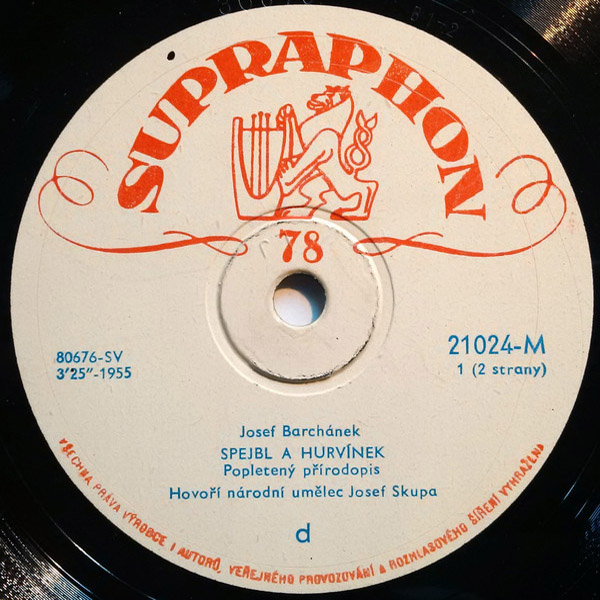 SUPRAPHON
78
80676-SV
3'25"-1955
21024-M
1 (2 strany)
Josef Barchánek
SPEJBL A HURVÍNEK
Popletený přírodopis
Hovoří národní umělec Josef Skupa
d
VŠECHNA PRÁVA VÝROBCE I AUTORŮ, VEŘEJNÉHO PROVOZOVÁNÍ A ROZHLASOVÉHO ŠÍŘENÍ VYHRAŽENA